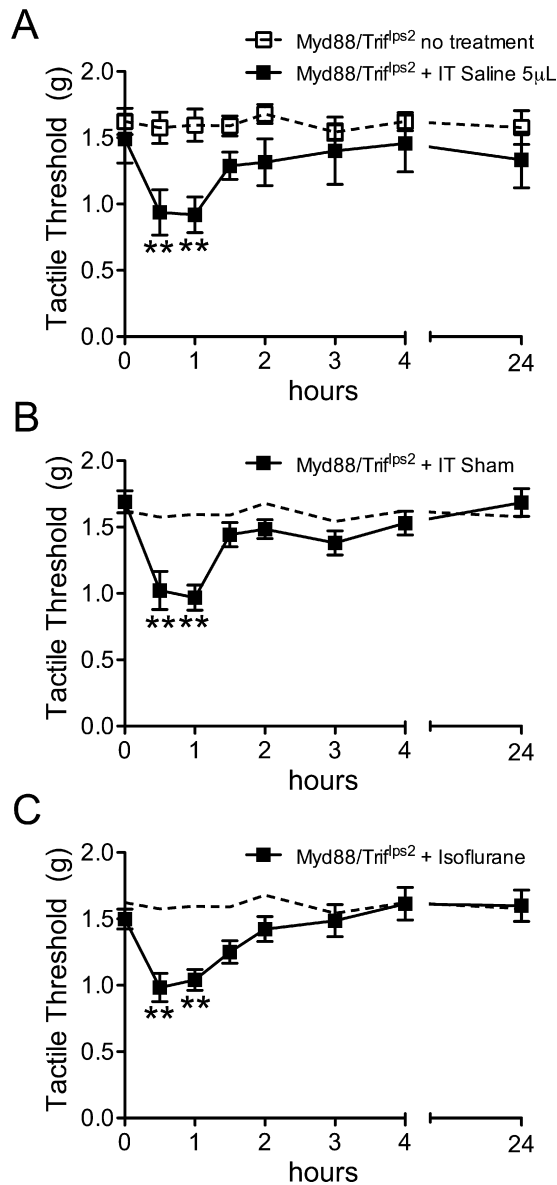 A
Myd88/Trif^lps2 no treatment
Myd88/Trif^lps2 + IT Saline 5μL
Tactile Threshold (g)
2.0
1.5
1.0
0.5
0.0
** **
0 1 2 3 4 24
hours
B
Myd88/Trif^lps2 + IT Sham
Tactile Threshold (g)
2.0
1.5
1.0
0.5
0.0
** **
0 1 2 3 4 24
hours
C
Myd88/Trif^lps2 + Isoflurane
Tactile Threshold (g)
2.0
1.5
1.0
0.5
0.0
** **
0 1 2 3 4 24
hours